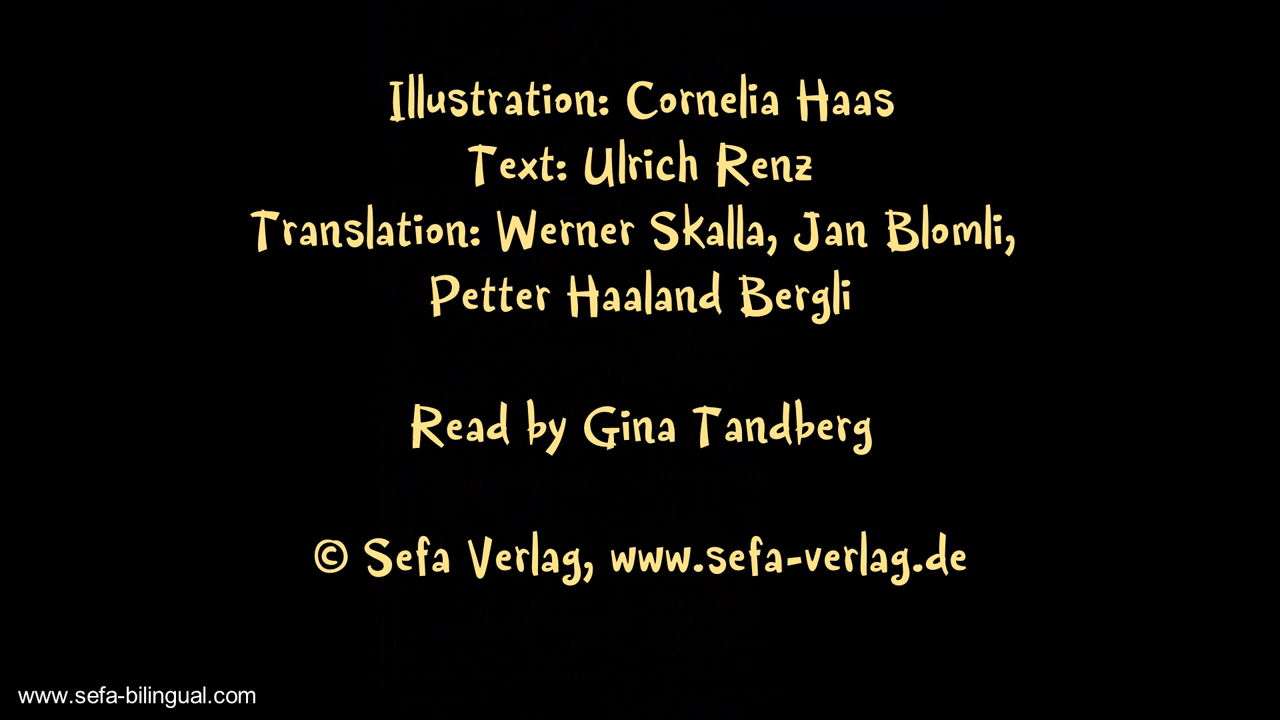 Illustration: Cornelia Haas
Text: Ulrich Renz
Translation: Werner Skalla, Jan Blomli,
Petter Haaland Bergli
Read by Gina Tandberg
© Sefa Verlag, www.sefa-verlag.de
www.sefa-bilingual.com